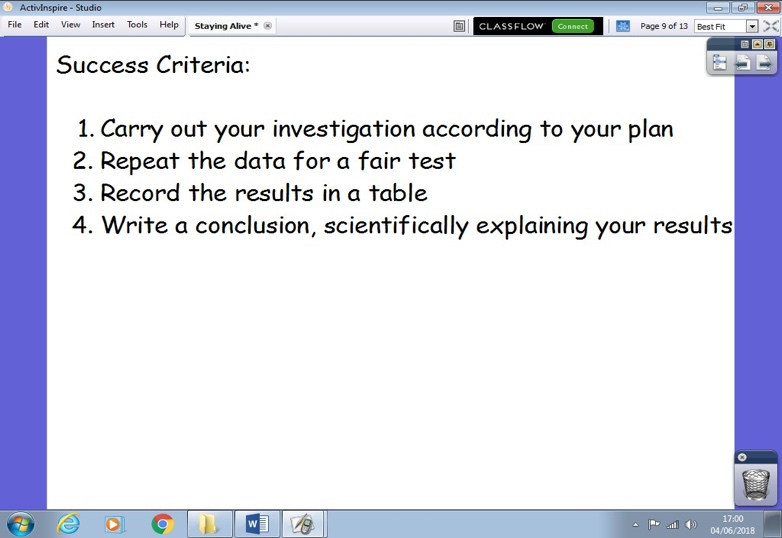 ActivInspire - Studio
File Edit View Insert Tools Help Staying Alive * CLASSFLOW Connect Page 9 of 13 Best Fit
Success Criteria:
1. Carry out your investigation according to your plan
2. Repeat the data for a fair test
3. Record the results in a table
4. Write a conclusion, scientifically explaining your results
17:00
04/06/2018